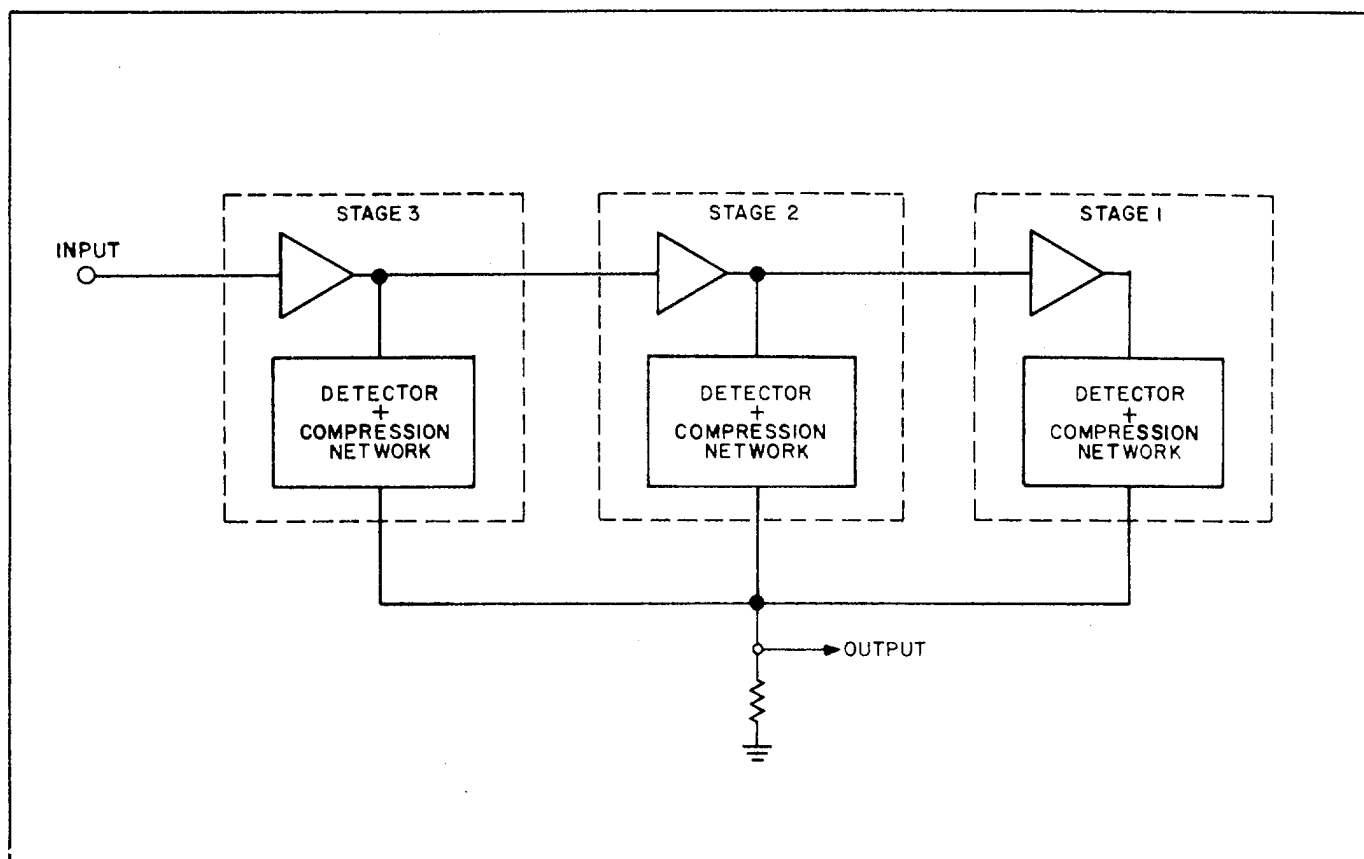 STAGE 3
STAGE 2
STAGE 1
INPUT
DETECTOR
+
COMPRESSION
NETWORK
DETECTOR
+
COMPRESSION
NETWORK
DETECTOR
+
COMPRESSION
NETWORK
OUTPUT